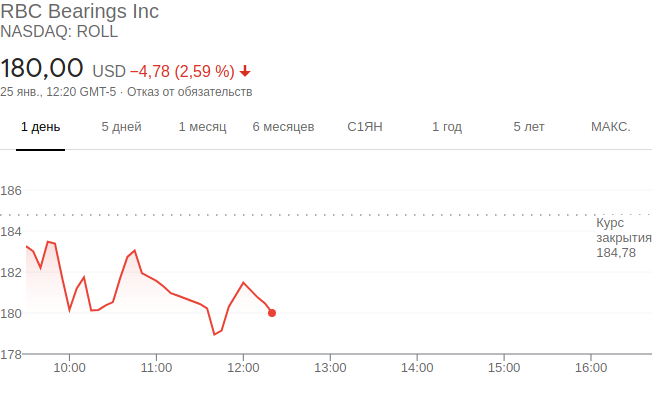 RBC Bearings Inc
NASDAQ: ROLL
180,00 USD −4,78 (2,59 %)
25 янв., 12:20 GMT-5 · Отказ от обязательств
1 день 5 дней 1 месяц 6 месяцев С1ЯН 1 год 5 лет МАКС.
186
184
182
180
178
Курс
закрытия
184,78
10:00 11:00 12:00 13:00 14:00 15:00 16:00